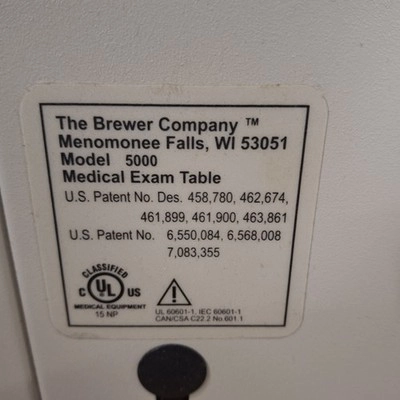 The Brewer Company ™
Menomonee Falls, WI 53051
Model 5000
Medical Exam Table
U.S. Patent No. Des. 458,780, 462,674,
461,899, 461,900, 463,861
U.S. Patent No. 6,550,084, 6,568,008
7,083,355
CLASSIFIED
C UL US
MEDICAL EQUIPMENT
15 NP
UL 60601-1, IEC 60601-1
CAN/CSA C22.2 No.601.1